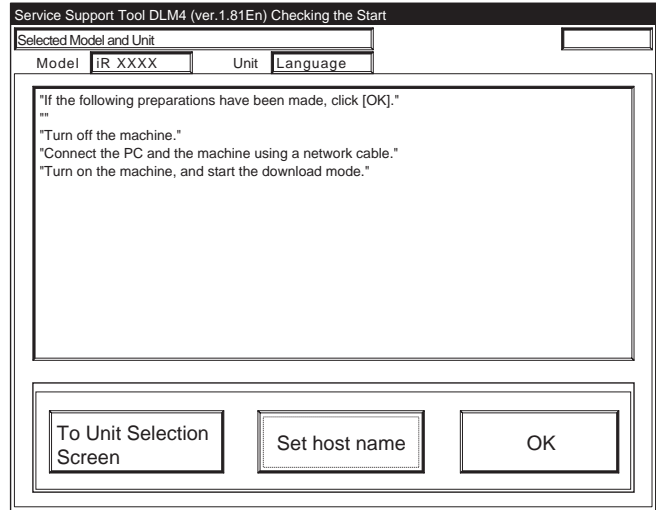 Service Support Tool DLM4 (ver.1.81En) Checking the Start
Selected Model and Unit
Model iR XXXX Unit Language
"If the following preparations have been made, click [OK]."
""
"Turn off the machine."
"Connect the PC and the machine using a network cable."
"Turn on the machine, and start the download mode."
To Unit Selection
Screen
Set host name
OK